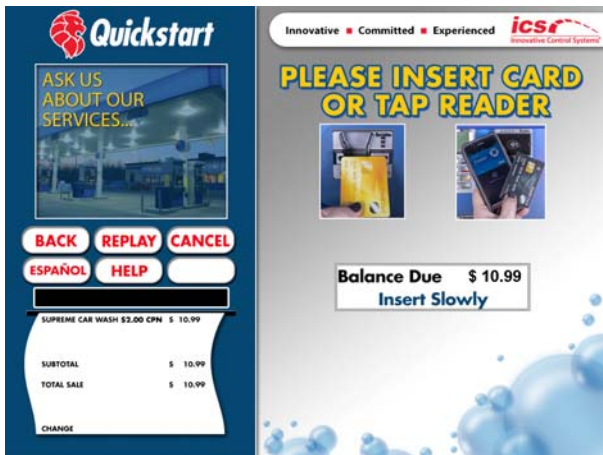 Quickstart
ASK US
ABOUT OUR
SERVICES...
BACK REPLAY CANCEL
ESPAÑOL HELP
SUPREME CAR WASH $2.00 CPN $ 10.99
SUBTOTAL $ 10.99
TOTAL SALE $ 10.99
CHANGE
Innovative Committed Experienced
ics
Innovative Control Systems
PLEASE INSERT CARD
OR TAP READER
Balance Due $ 10.99
Insert Slowly